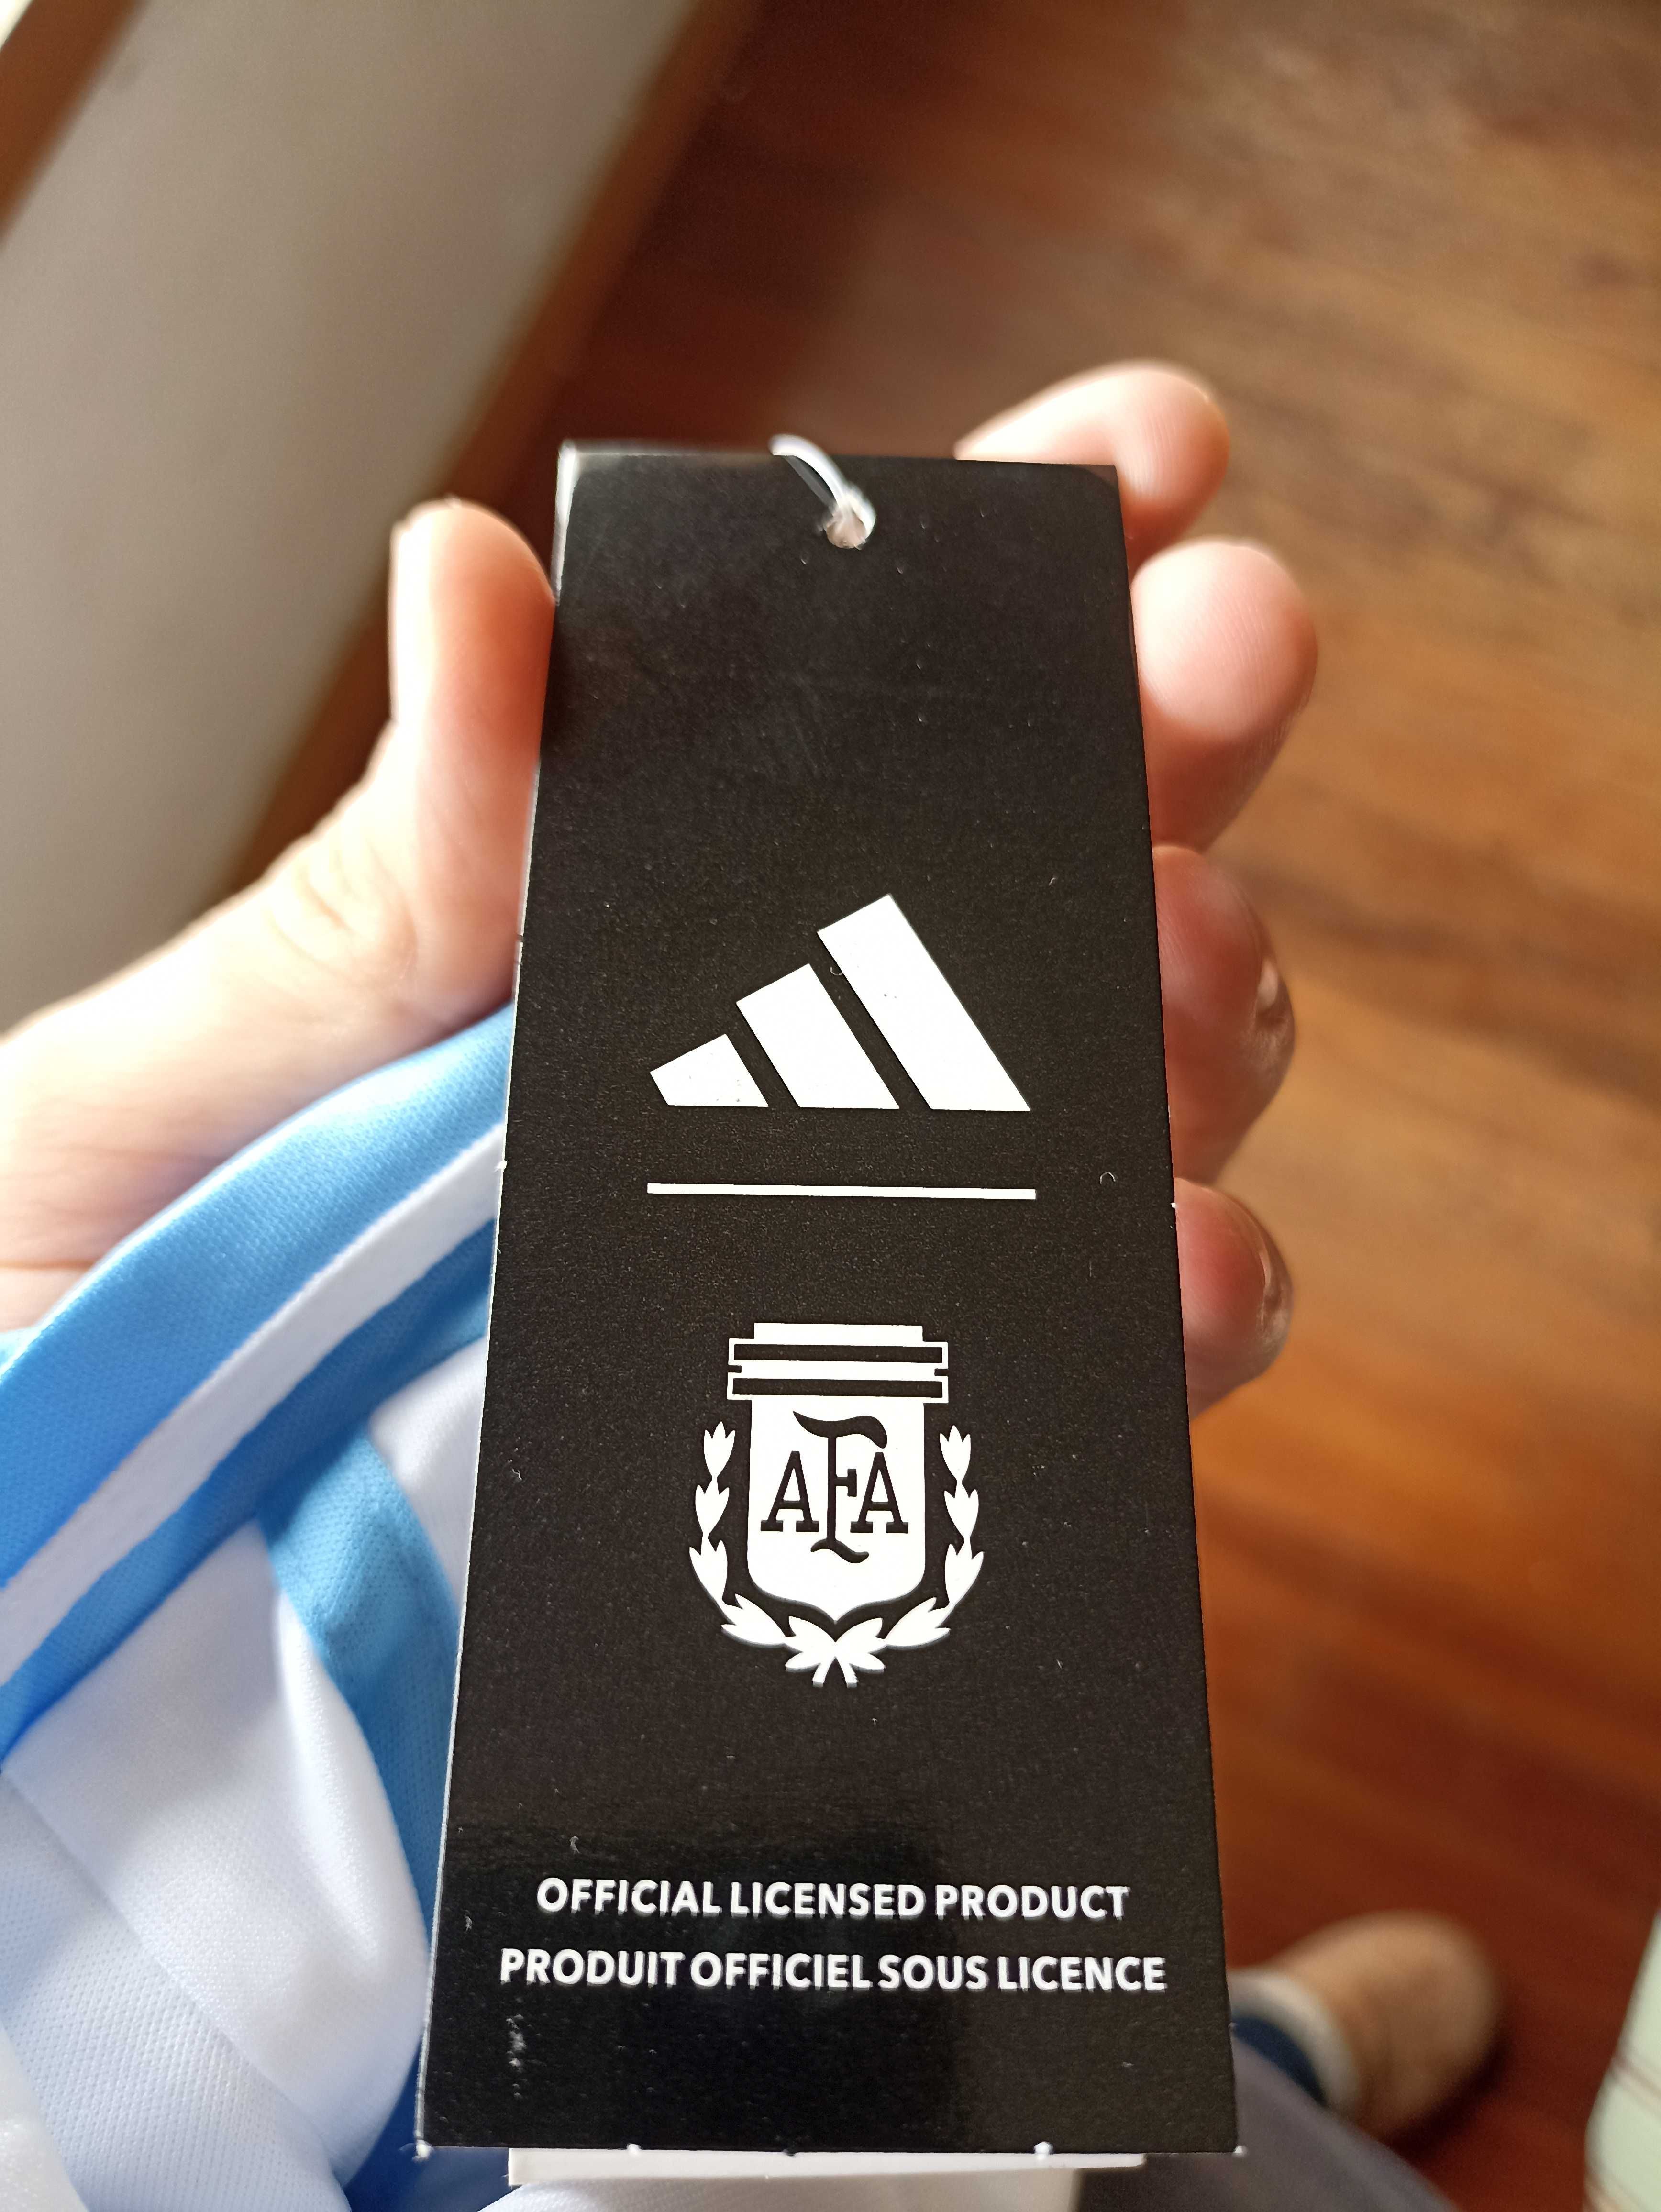 AFA
OFFICIAL LICENSED PRODUCT
PRODUIT OFFICIEL SOUS LICENCE